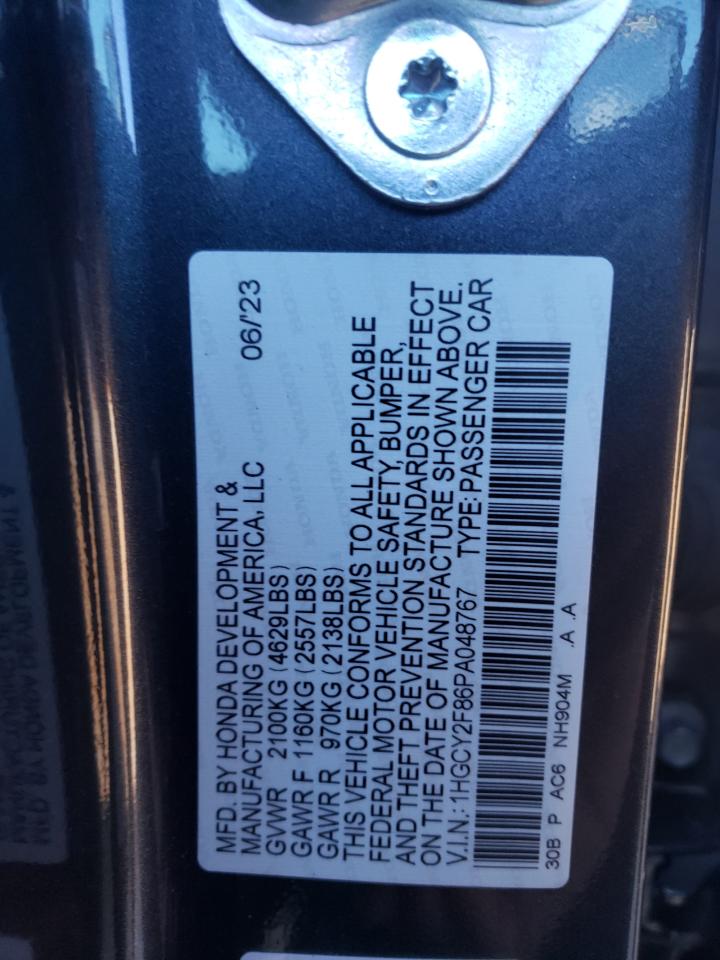 MFD. BY HONDA DEVELOPMENT &
MANUFACTURING OF AMERICA, LLC 06/'23
GVWR 2100KG (4629LBS)
GAWR F 1160KG (2557LBS)
GAWR R 970KG (2138LBS)
THIS VEHICLE CONFORMS TO ALL APPLICABLE
FEDERAL MOTOR VEHICLE SAFETY, BUMPER,
AND THEFT PREVENTION STANDARDS IN EFFECT
ON THE DATE OF MANUFACTURE SHOWN ABOVE.
V.I.N.: 1HGCY2F86PA048767 TYPE: PASSENGER CAR
30B P AC6 NH904M .A .A